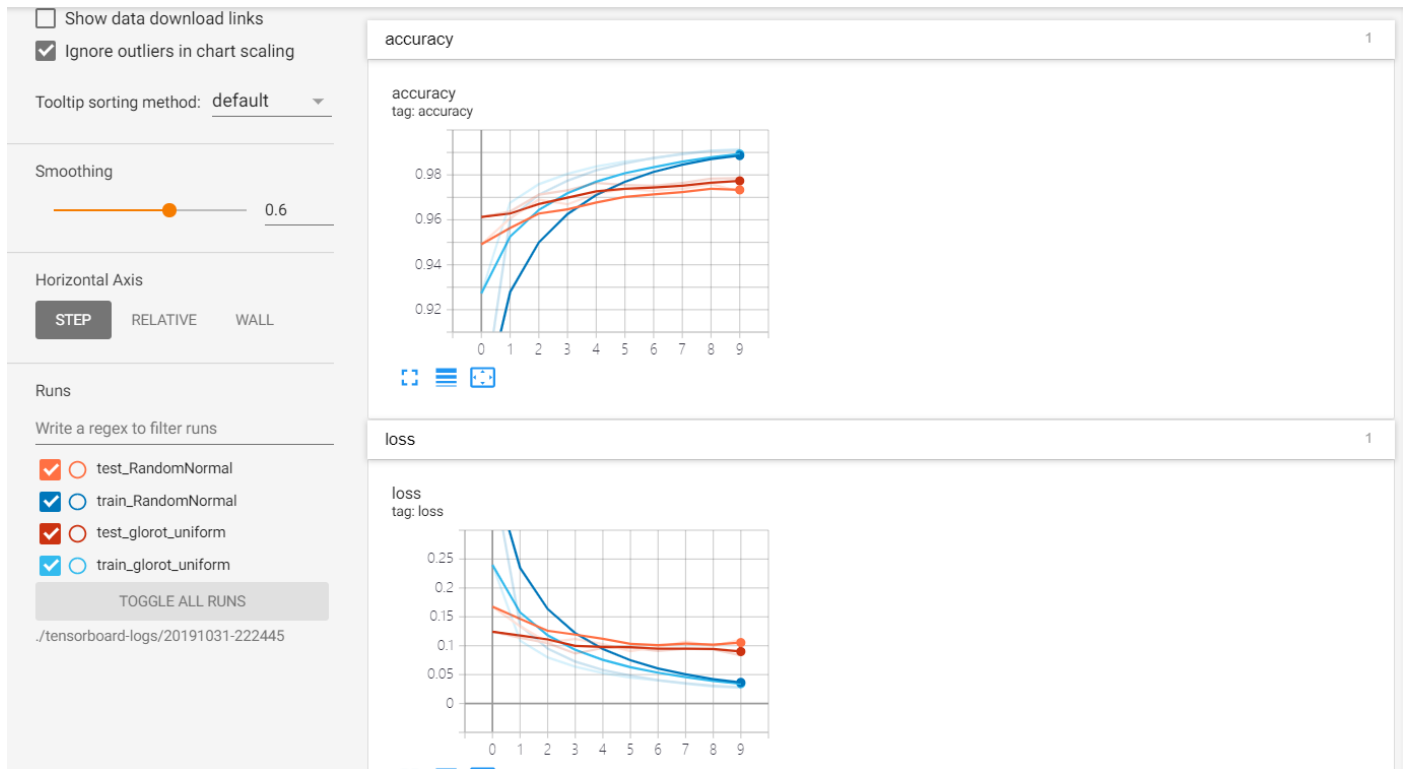 Show data download links
Ignore outliers in chart scaling
Tooltip sorting method: default
Smoothing
0.6
Horizontal Axis
STEP RELATIVE WALL
Runs
Write a regex to filter runs
test_RandomNormal
train_RandomNormal
test_glorot_uniform
train_glorot_uniform
TOGGLE ALL RUNS
./tensorboard-logs/20191031-222445
accuracy 1
accuracy
tag: accuracy
0.98
0.96
0.94
0.92
0 1 2 3 4 5 6 7 8 9
loss 1
loss
tag: loss
0.25
0.2
0.15
0.1
0.05
0
0 1 2 3 4 5 6 7 8 9